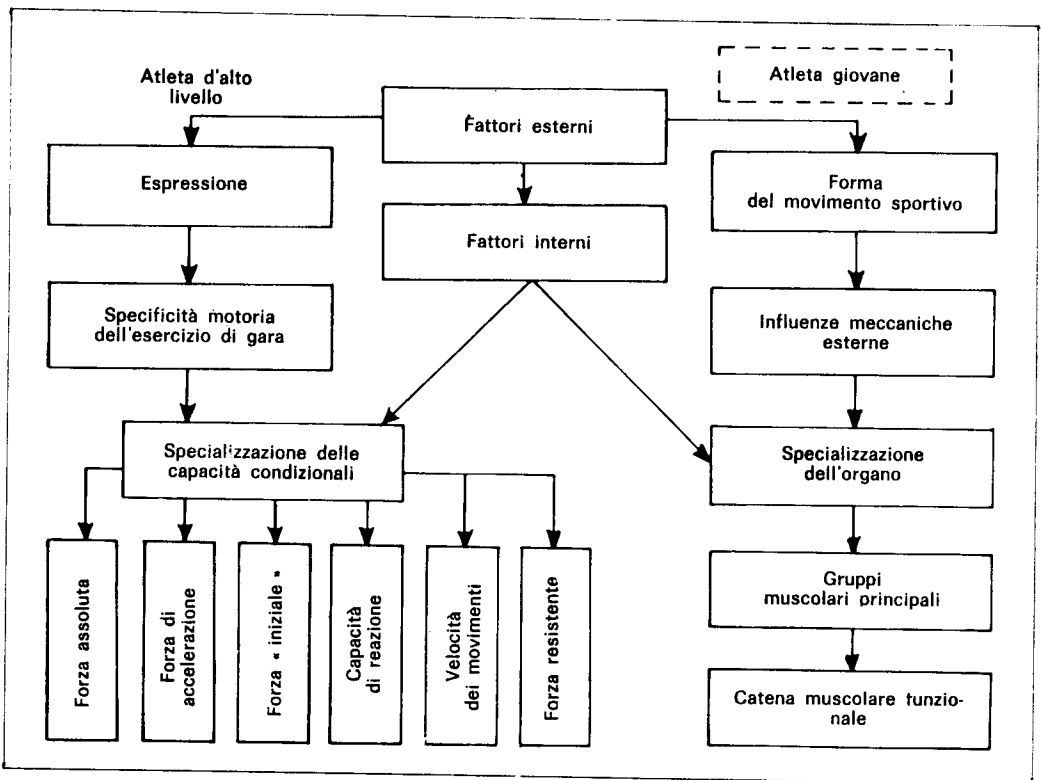 Atleta d'alto
livello
Fattori esterni
Atleta giovane
Espressione
Forma
del movimento sportivo
Fattori interni
Specificità motoria
dell'esercizio di gara
Influenze meccaniche
esterne
Specializzazione delle
capacità condizionali
Specializzazione
dell'organo
Forza assoluta
Forza di
accelerazione
Forza « iniziale »
Capacità
di reazione
Velocità
dei movimenti
Forza resistente
Gruppi
muscolari principali
Catena muscolare funzio-
nale